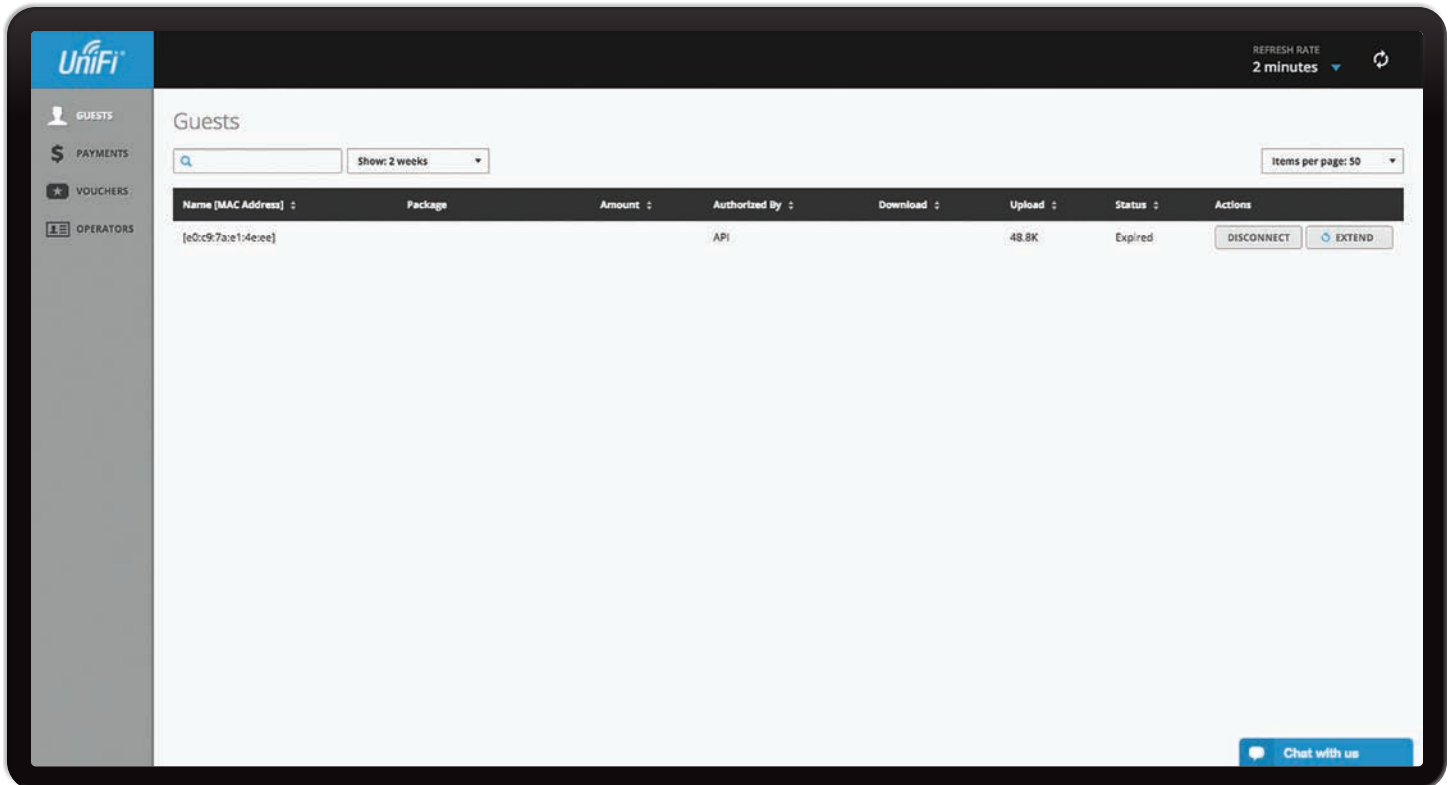 UniFi
REFRESH RATE
2 minutes
GUESTS
PAYMENTS
VOUCHERS
OPERATORS
Guests
Show: 2 weeks
Items per page: 50
Name [MAC Address] Package Amount Authorized By Download Upload Status Actions
[e0:c9:7a:e1:4e:ee] API 48.8K Expired DISCONNECT EXTEND
Chat with us